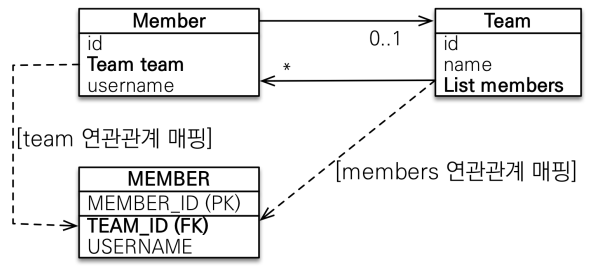 Member
id
Team team
username
0..1
*
Team
id
name
List members
[team 연관관계 매핑]
[members 연관관계 매핑]
MEMBER
MEMBER_ID (PK)
TEAM_ID (FK)
USERNAME